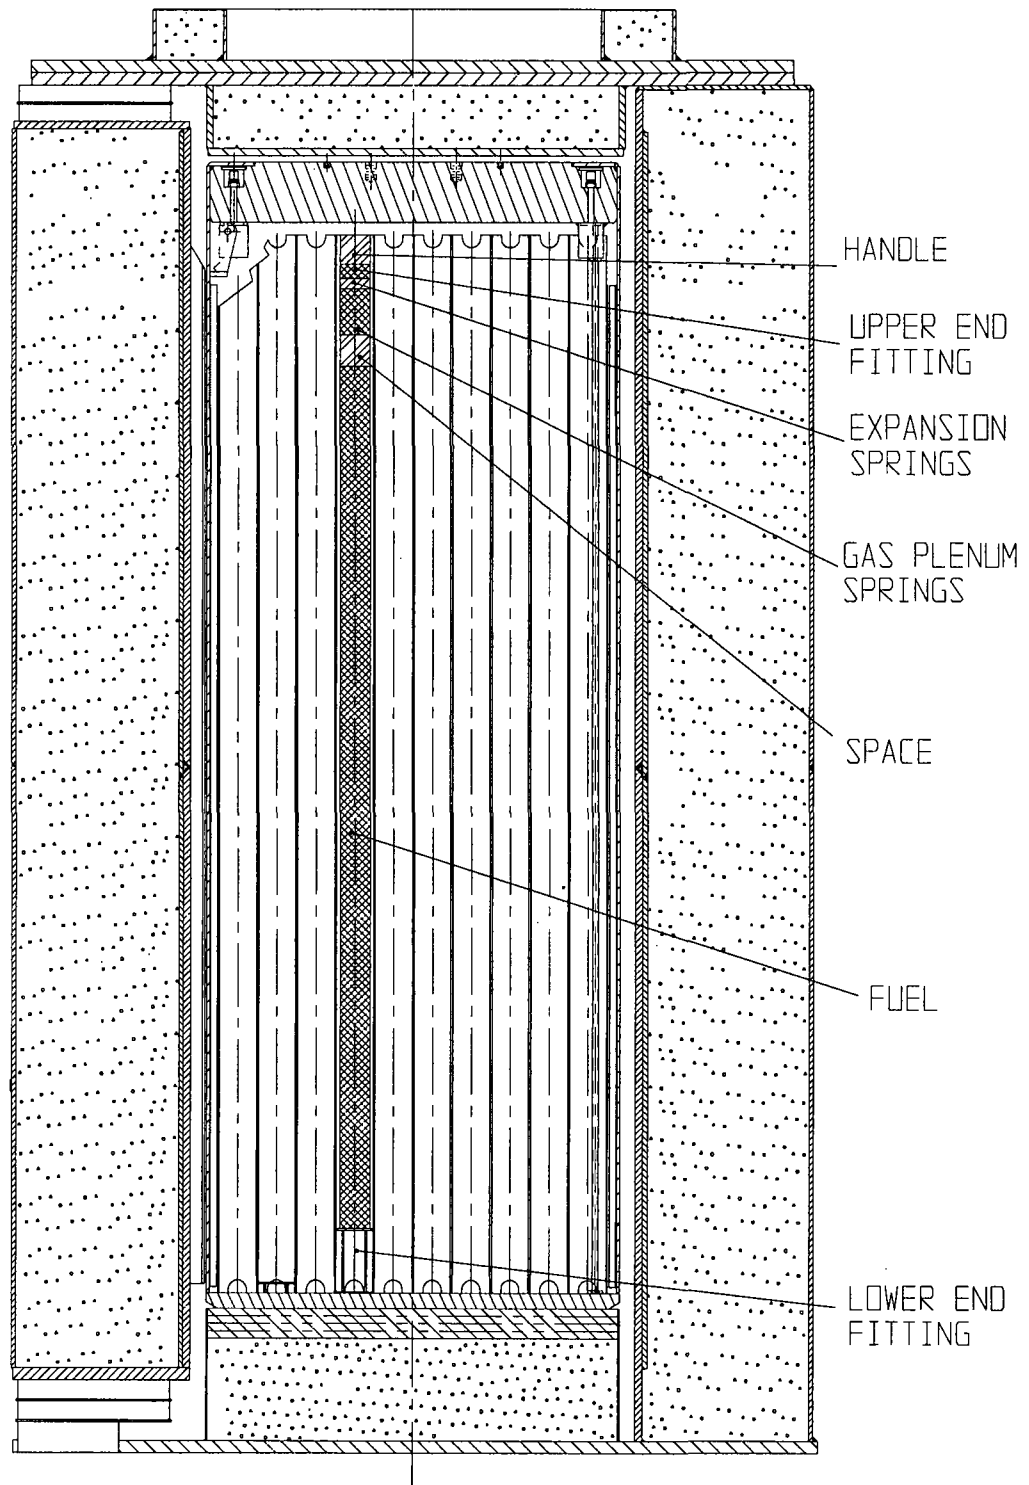 HANDLE
UPPER END
FITTING
EXPANSION
SPRINGS
GAS PLENUM
SPRINGS
SPACE
FUEL
LOWER END
FITTING